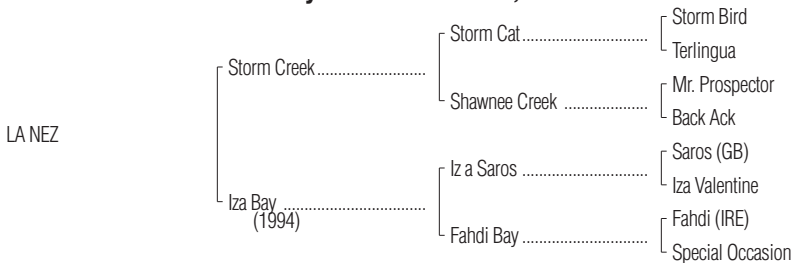 Storm Bird
Storm Cat..............................
Terlingua
Storm Creek..........................
Mr. Prospector
Shawnee Creek ....................
Back Ack
LA NEZ
Saros (GB)
Iz a Saros ..............................
Iza Valentine
Iza Bay ..................................
(1994)
Fahdi (IRE)
Fahdi Bay ..............................
Special Occasion